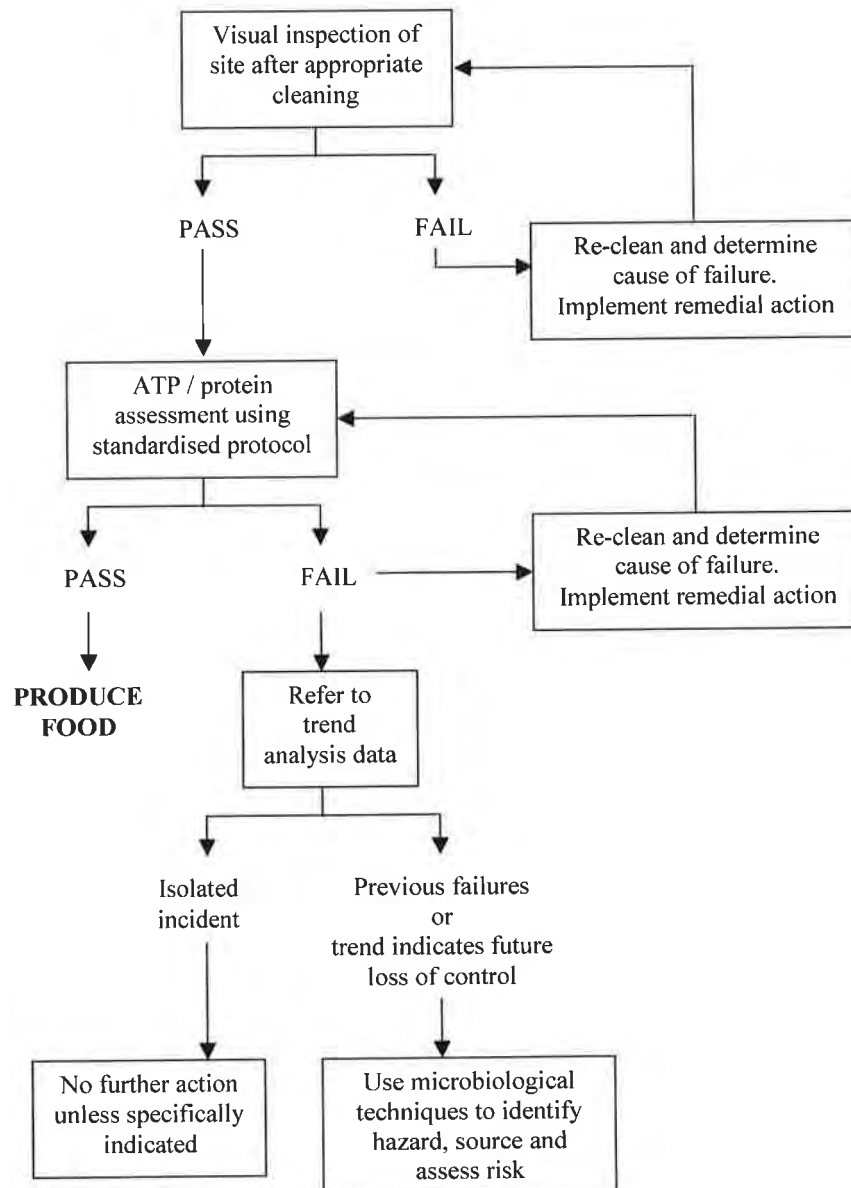 Visual inspection of
site after appropriate
cleaning
PASS
FAIL
Re-clean and determine
cause of failure.
Implement remedial action
ATP / protein
assessment using
standardised protocol
PASS
FAIL
Re-clean and determine
cause of failure.
Implement remedial action
PRODUCE
FOOD
Refer to
trend
analysis data
Isolated
incident
Previous failures
or
trend indicates future
loss of control
No further action
unless specifically
indicated
Use microbiological
techniques to identify
hazard, source and
assess risk